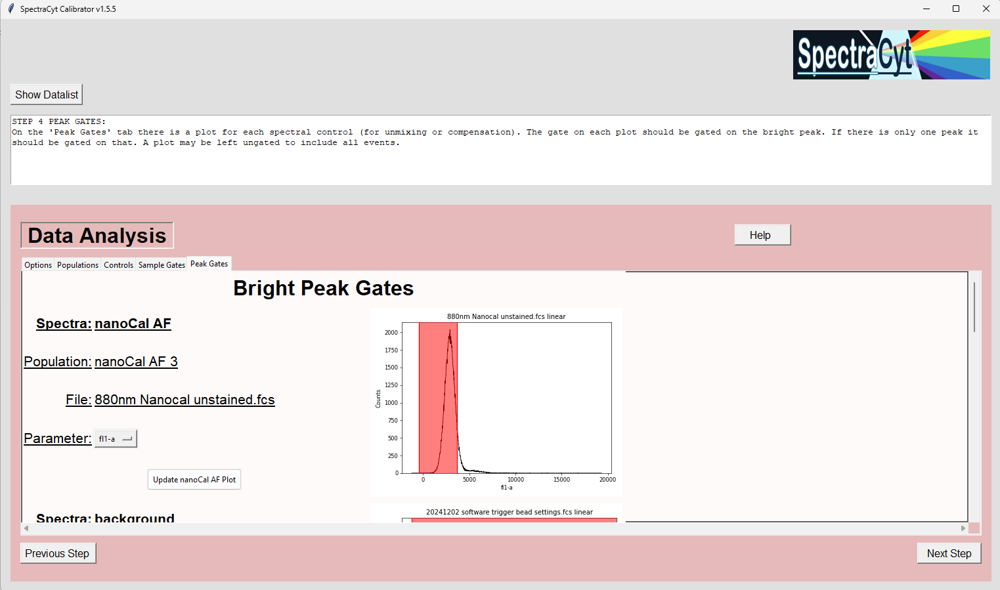 SpectraCyt Calibrator v1.5.5
SpectraCyt
Show Datalist
STEP 4 PEAK GATES:
On the 'Peak Gates' tab there is a plot for each spectral control (for unmixing or compensation). The gate on each plot should be gated on the bright peak. If there is only one peak it
should be gated on that. A plot may be left ungated to include all events.
Data Analysis
Help
Options Populations Controls Sample Gates Peak Gates
Bright Peak Gates
Spectra: nanoCal AF
Population: nanoCal AF 3
File: 880nm Nanocal unstained.fcs
Parameter: fl1-a
Update nanoCal AF Plot
880nm Nanocal unstained.fcs linear
2000
1750
1500
1250
1000
750
500
250
0
Counts
0 5000 10000 15000 20000
fl1-a
Spectra: background
20241202 software trigger bead settings.fcs linear
Previous Step
Next Step